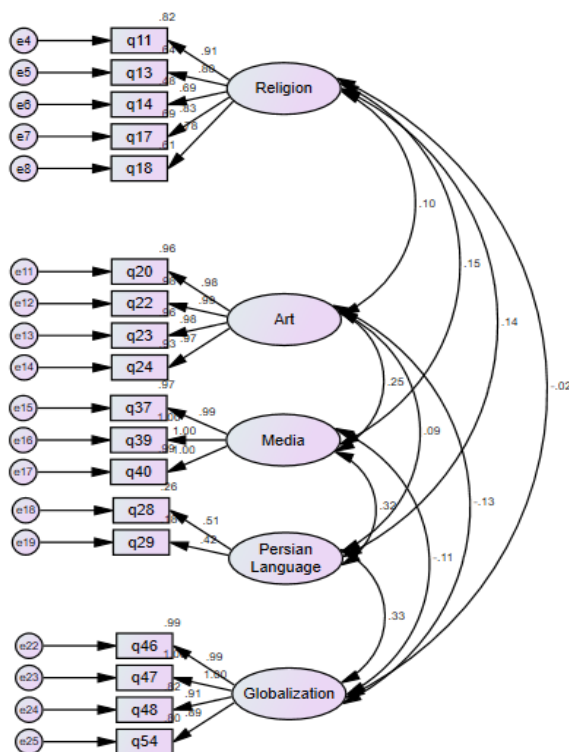 .82
e4 q11 .64 .91
e5 q13 .48 .80 Religion
e6 q14 .69 .69 .83
e7 q17 .61 .78
e8 q18
.10
.96
.15
e11 q20 .98 .98
e12 q22 .96 .99
.14
e13 q23 .93 .98 .97 Art
e14 q24
.25
.97
-.02
e15 q37 1.00 .99
.09
e16 q39 .99 1.00 1.00 Media
e17 q40
.26
.32
-.13
e18 q28 .51
e19 q29 .42 Persian
Language
-.11
.33
.99
e22 q46 .99
e23 q47 1.00
e24 q48 .91 Globalization
.80 .89
e25 q54